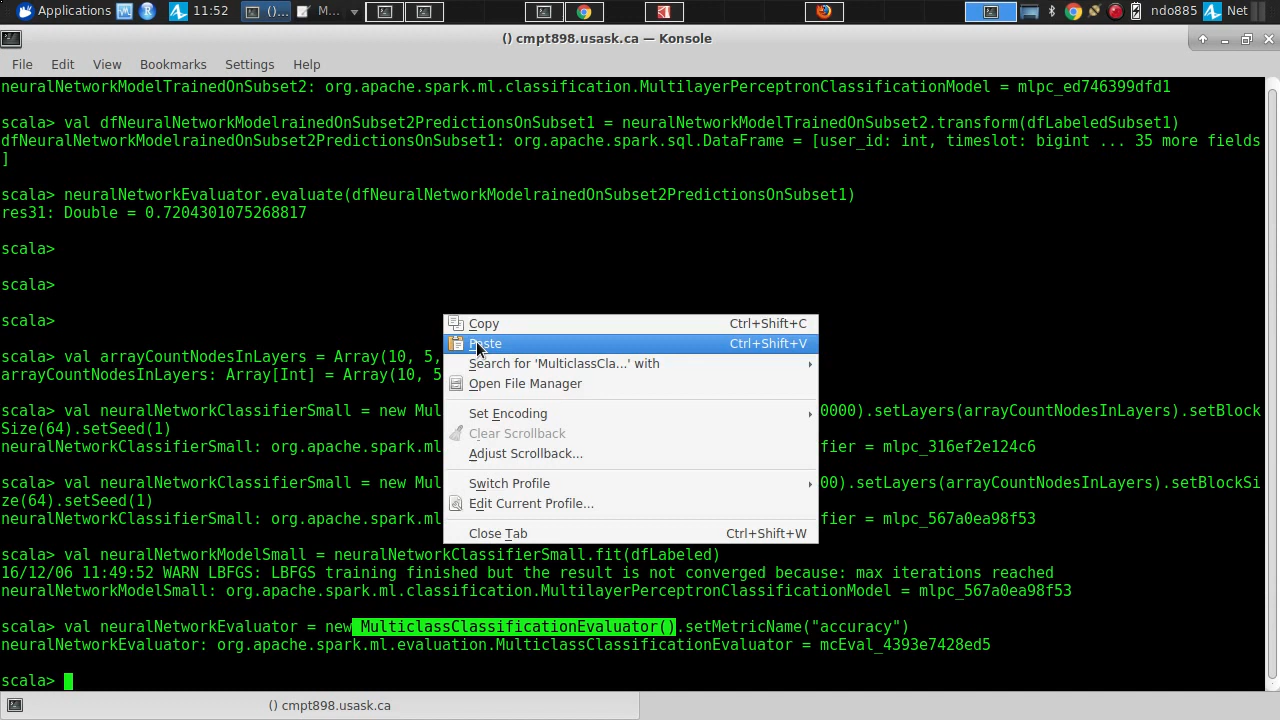 Applications 11:52 ()... M... ndo885 Net
() cmpt898.usask.ca — Konsole
File Edit View Bookmarks Settings Help
neuralNetworkModelTrainedOnSubset2: org.apache.spark.ml.classification.MultilayerPerceptronClassificationModel = mlpc_ed746399dfd1
scala> val dfNeuralNetworkModelrainedOnSubset2PredictionsOnSubset1 = neuralNetworkModelTrainedOnSubset2.transform(dfLabeledSubset1)
dfNeuralNetworkModelrainedOnSubset2PredictionsOnSubset1: org.apache.spark.sql.DataFrame = [user_id: int, timeslot: bigint ... 35 more fields
]
scala> neuralNetworkEvaluator.evaluate(dfNeuralNetworkModelrainedOnSubset2PredictionsOnSubset1)
res31: Double = 0.7204301075268817
scala>
scala>
scala>
scala> val arrayCountNodesInLayers = Array(10, 5,
arrayCountNodesInLayers: Array[Int] = Array(10, 5
scala> val neuralNetworkClassifierSmall = new Mul 0000).setLayers(arrayCountNodesInLayers).setBlock
Size(64).setSeed(1)
neuralNetworkClassifierSmall: org.apache.spark.ml fier = mlpc_316ef2e124c6
scala> val neuralNetworkClassifierSmall = new Mul 00).setLayers(arrayCountNodesInLayers).setBlockSi
ze(64).setSeed(1)
neuralNetworkClassifierSmall: org.apache.spark.ml fier = mlpc_567a0ea98f53
scala> val neuralNetworkModelSmall = neuralNetworkClassifierSmall.fit(dfLabeled)
16/12/06 11:49:52 WARN LBFGS: LBFGS training finished but the result is not converged because: max iterations reached
neuralNetworkModelSmall: org.apache.spark.ml.classification.MultilayerPerceptronClassificationModel = mlpc_567a0ea98f53
scala> val neuralNetworkEvaluator = new MulticlassClassificationEvaluator().setMetricName("accuracy")
neuralNetworkEvaluator: org.apache.spark.ml.evaluation.MulticlassClassificationEvaluator = mcEval_4393e7428ed5
scala>
Copy Ctrl+Shift+C
Paste Ctrl+Shift+V
Search for 'MulticlassCla...' with
Open File Manager
Set Encoding
Clear Scrollback
Adjust Scrollback...
Switch Profile
Edit Current Profile...
Close Tab Ctrl+Shift+W
() cmpt898.usask.ca